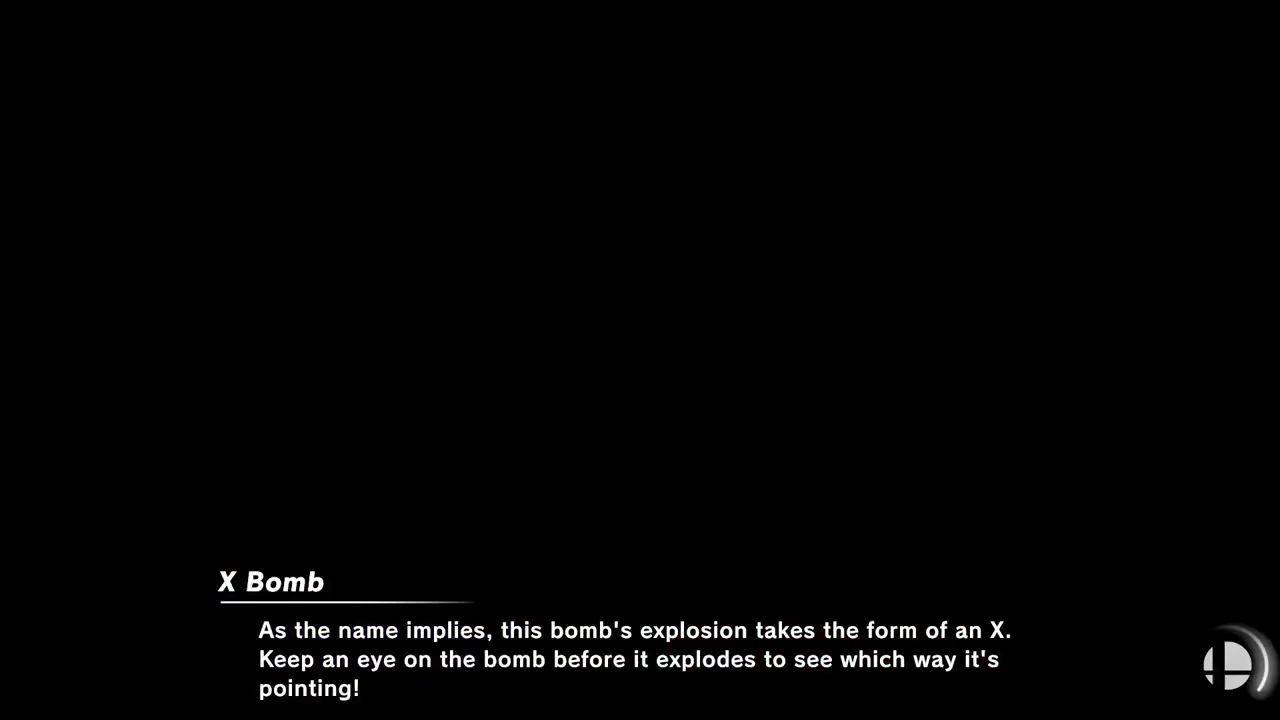 X Bomb
As the name implies, this bomb's explosion takes the form of an X.
Keep an eye on the bomb before it explodes to see which way it's
pointing!